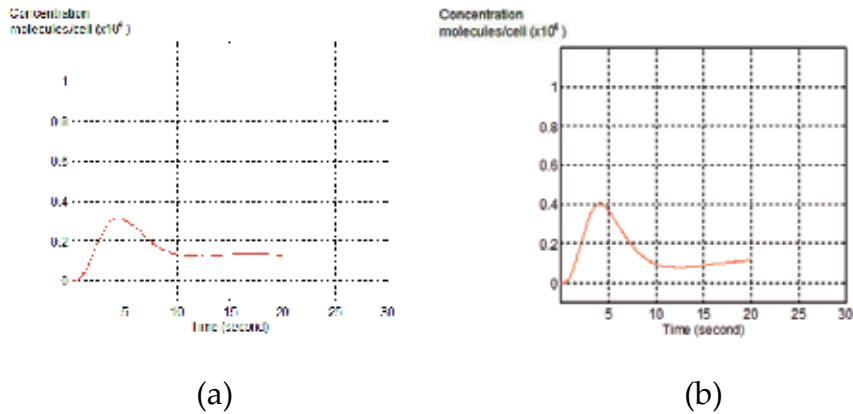 Concentration
molecules/cell (x10⁶ )
1
0.8
0.6
0.4
0.2
0
5 10 15 20 25 30
Time (second)
(a)
Concentration
molecules/cell (x10⁶ )
1
0.8
0.6
0.4
0.2
0
5 10 15 20 25 30
Time (second)
(b)